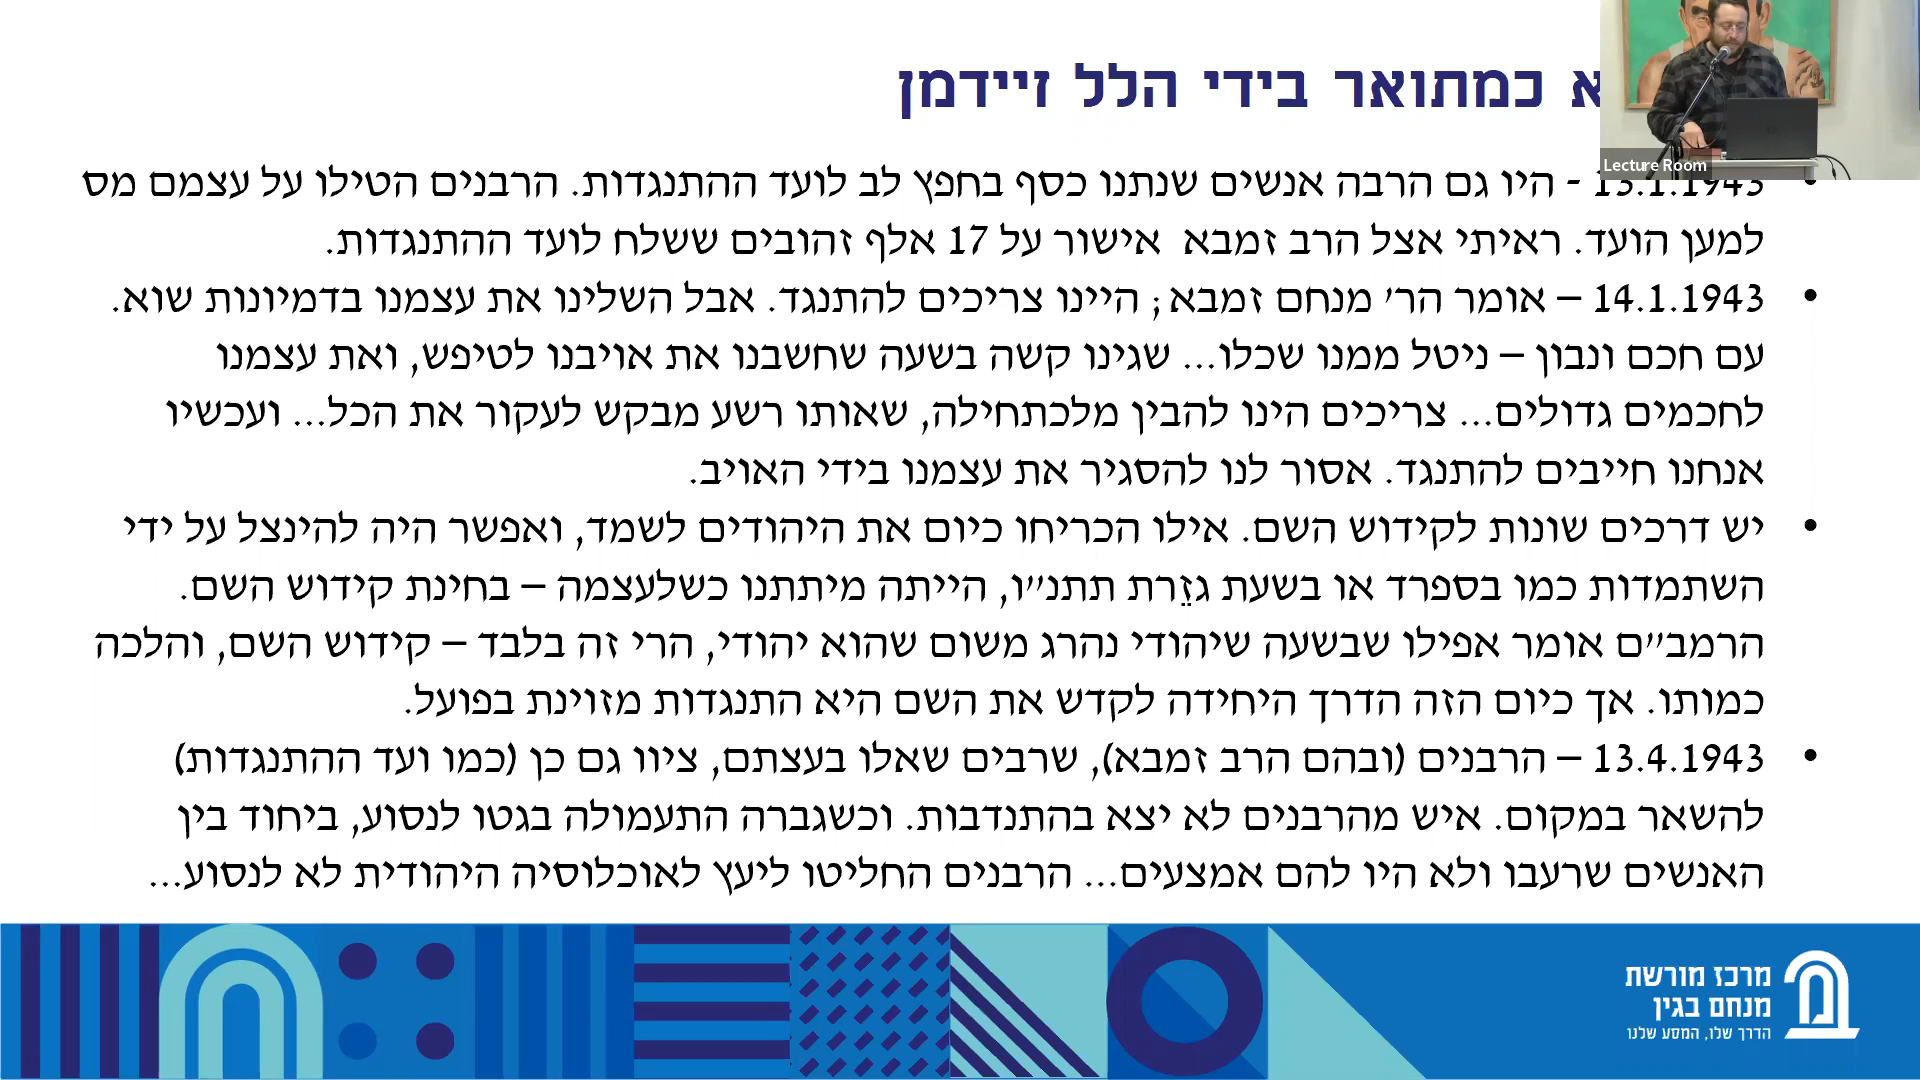 א כמתואר בידי הלל זיידמן
Lecture Room
• 13.1.1943 - היו גם הרבה אנשים שנתנו כסף בחפץ לב לועד ההתנגדות. הרבנים הטילו על עצמם מס
למען הועד. ראיתי אצל הרב זמבא אישור על 17 אלף זהובים ששלח לועד ההתנגדות.
• 14.1.1943 – אומר הר' מנחם זמבא; היינו צריכים להתנגד. אבל השלינו את עצמנו בדמיונות שוא.
עם חכם ונבון – ניטל ממנו שכלו... שגינו קשה בשעה שחשבנו את אויבנו לטיפש, ואת עצמנו
לחכמים גדולים... צריכים הינו להבין מלכתחילה, שאותו רשע מבקש לעקור את הכל... ועכשיו
אנחנו חייבים להתנגד. אסור לנו להסגיר את עצמנו בידי האויב.
• יש דרכים שונות לקידוש השם. אילו הכריחו כיום את היהודים לשמד, ואפשר היה להינצל על ידי
השתמדות כמו בספרד או בשעת גזֵרת תתנ"ו, הייתה מיתתנו כשלעצמה – בחינת קידוש השם.
הרמב"ם אומר אפילו שבשעה שיהודי נהרג משום שהוא יהודי, הרי זה בלבד – קידוש השם, והלכה
כמותו. אך כיום הזה הדרך היחידה לקדש את השם היא התנגדות מזוינת בפועל.
• 13.4.1943 – הרבנים (ובהם הרב זמבא), שרבים שאלו בעצתם, ציוו גם כן (כמו ועד ההתנגדות)
להשאר במקום. איש מהרבנים לא יצא בהתנדבות. וכשגברה התעמולה בגטו לנסוע, ביחוד בין
האנשים שרעבו ולא היו להם אמצעים... הרבנים החליטו ליעץ לאוכלוסיה היהודית לא לנסוע...
מרכז מורשת
מנחם בגין
הדרך שלו, המסע שלנו